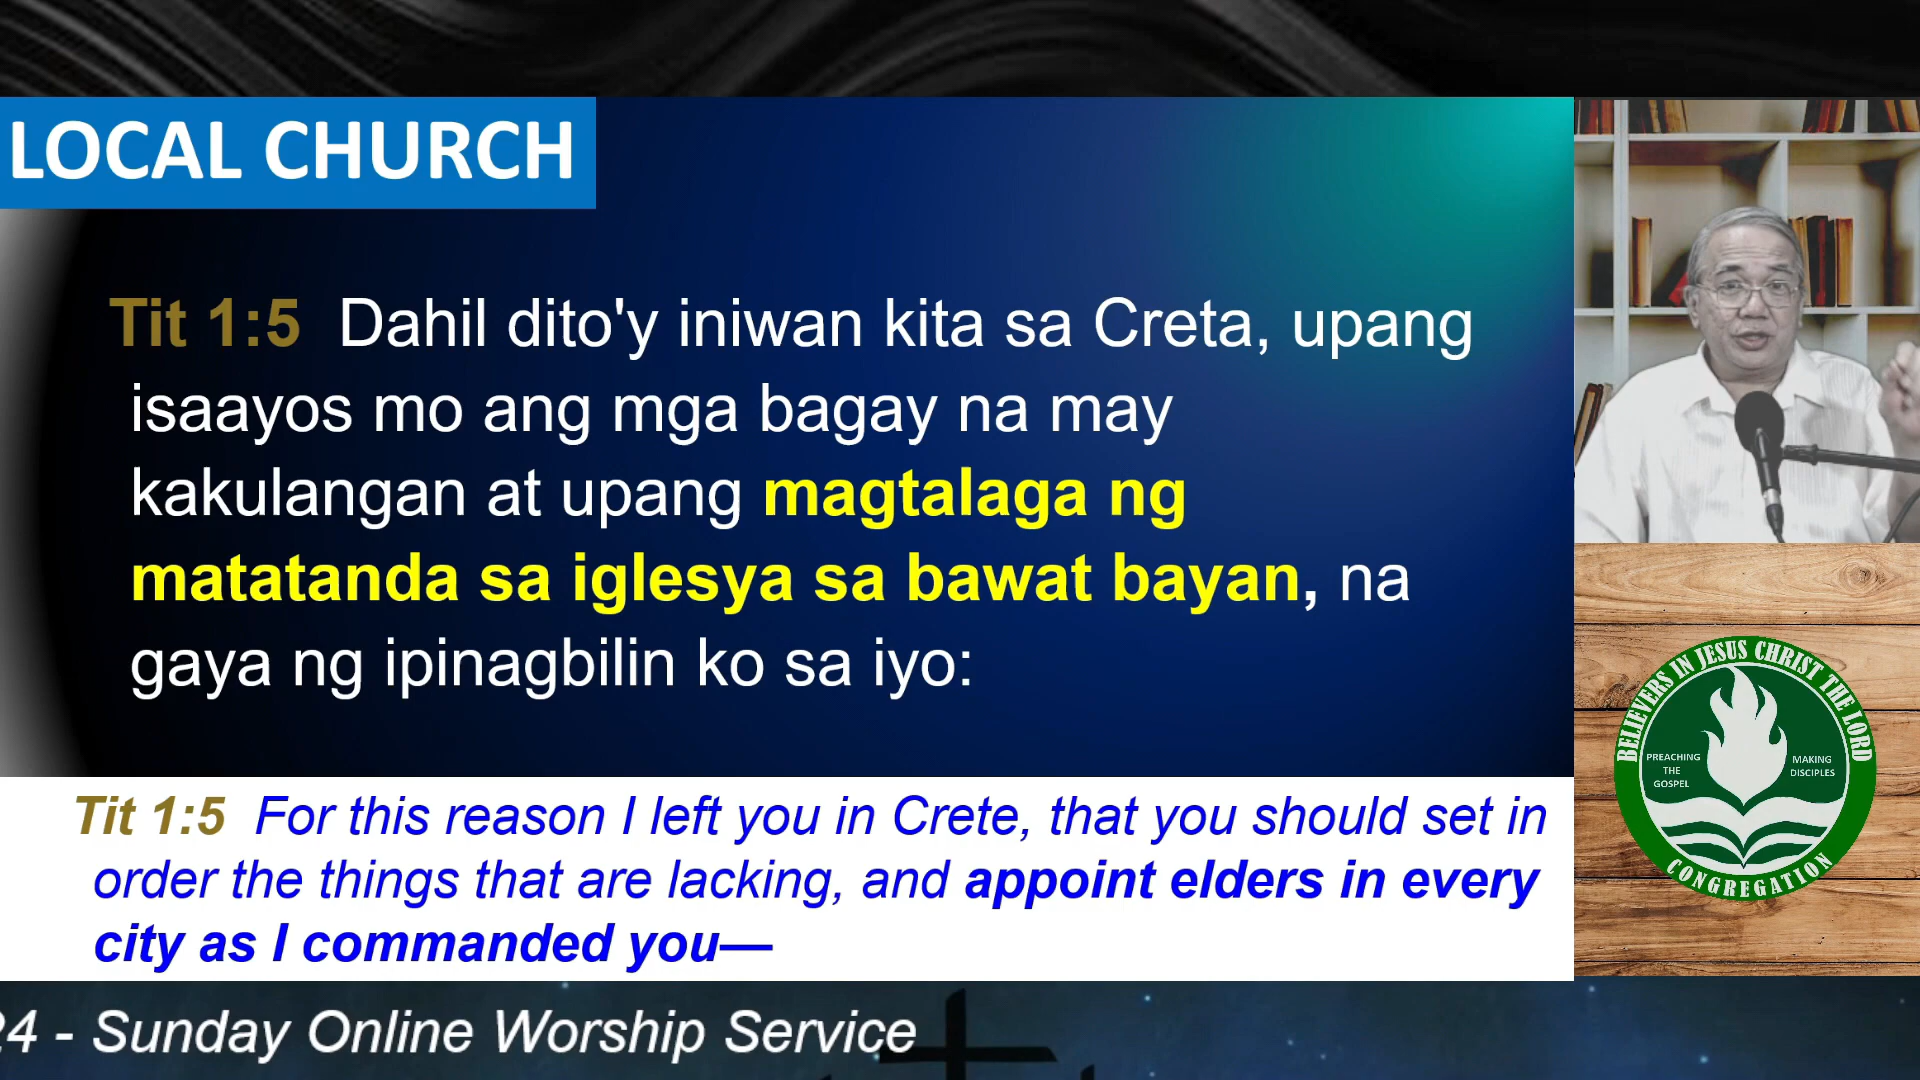 LOCAL CHURCH
Tit 1:5 Dahil dito'y iniwan kita sa Creta, upang
isaayos mo ang mga bagay na may
kakulangan at upang magtalaga ng
matatanda sa iglesya sa bawat bayan, na
gaya ng ipinagbilin ko sa iyo:
Tit 1:5 For this reason I left you in Crete, that you should set in
order the things that are lacking, and appoint elders in every
city as I commanded you—
BELIEVERS IN JESUS CHRIST THE LORD
PREACHING
THE
GOSPEL
MAKING
DISCIPLES
CONGREGATION
24 - Sunday Online Worship Service